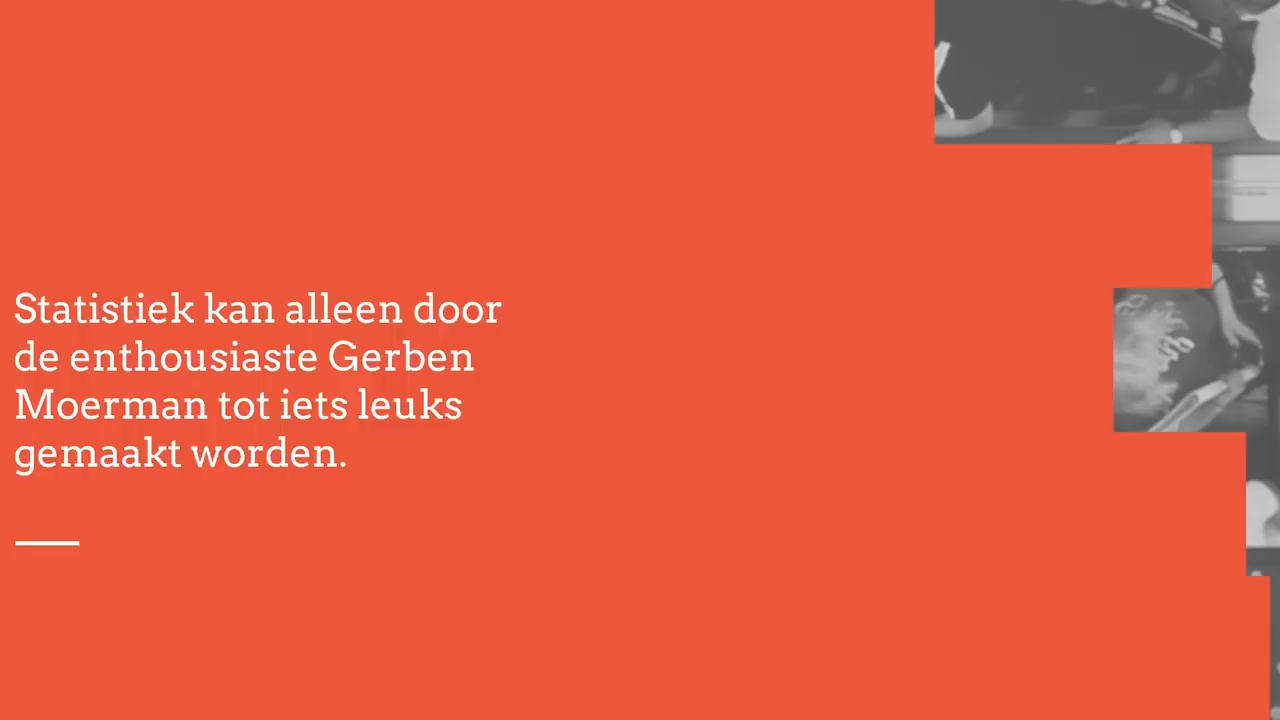 Statistiek kan alleen door
de enthousiaste Gerben
Moerman tot iets leuks
gemaakt worden.